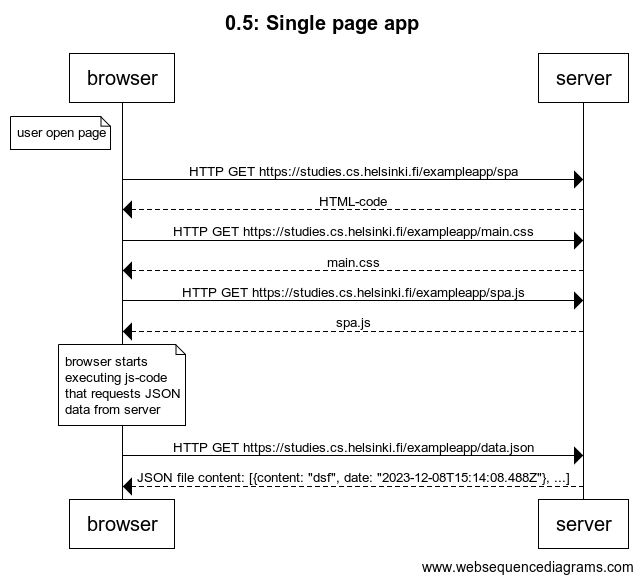 0.5: Single page app
browser
server
user open page
HTTP GET https://studies.cs.helsinki.fi/exampleapp/spa
HTML-code
HTTP GET https://studies.cs.helsinki.fi/exampleapp/main.css
main.css
HTTP GET https://studies.cs.helsinki.fi/exampleapp/spa.js
spa.js
browser starts
executing js-code
that requests JSON
data from server
HTTP GET https://studies.cs.helsinki.fi/exampleapp/data.json
JSON file content: [{content: "dsf", date: "2023-12-08T15:14:08.488Z"}, ...]
browser
server
www.websequencediagrams.com